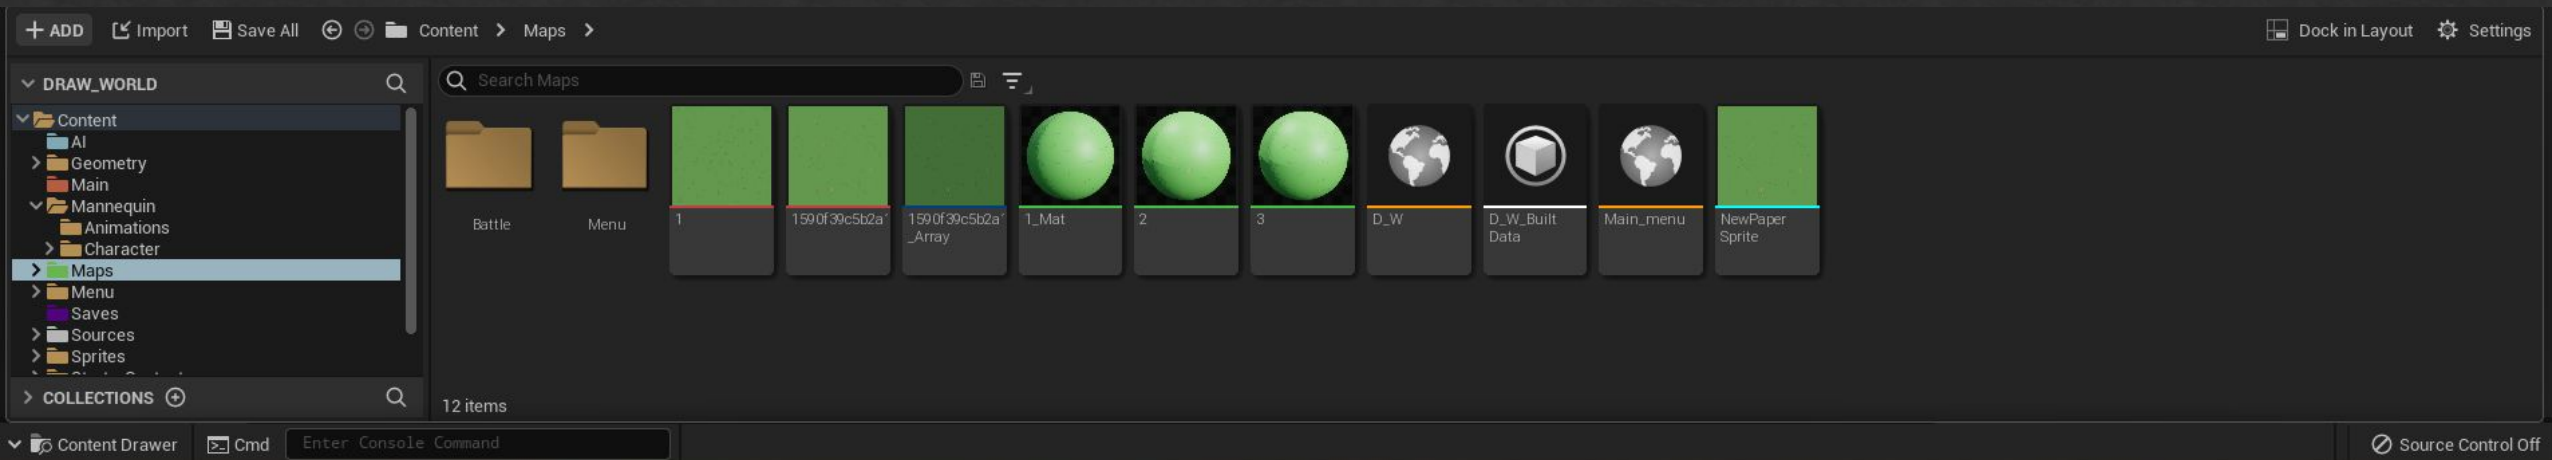 ADD Import Save All Content Maps Dock in Layout Settings
DRAW_WORLD
Search Maps
Content
AI
Geometry
Main
Mannequin
Animations
Character
Maps
Menu
Saves
Sources
Sprites
COLLECTIONS
Battle
Menu
1
1590f39c5b2a
1590f39c5b2a
_Array
1_Mat
2
3
D_W
D_W_Built
Data
Main_menu
NewPaper
Sprite
12 items
Content Drawer Cmd Enter Console Command Source Control Off